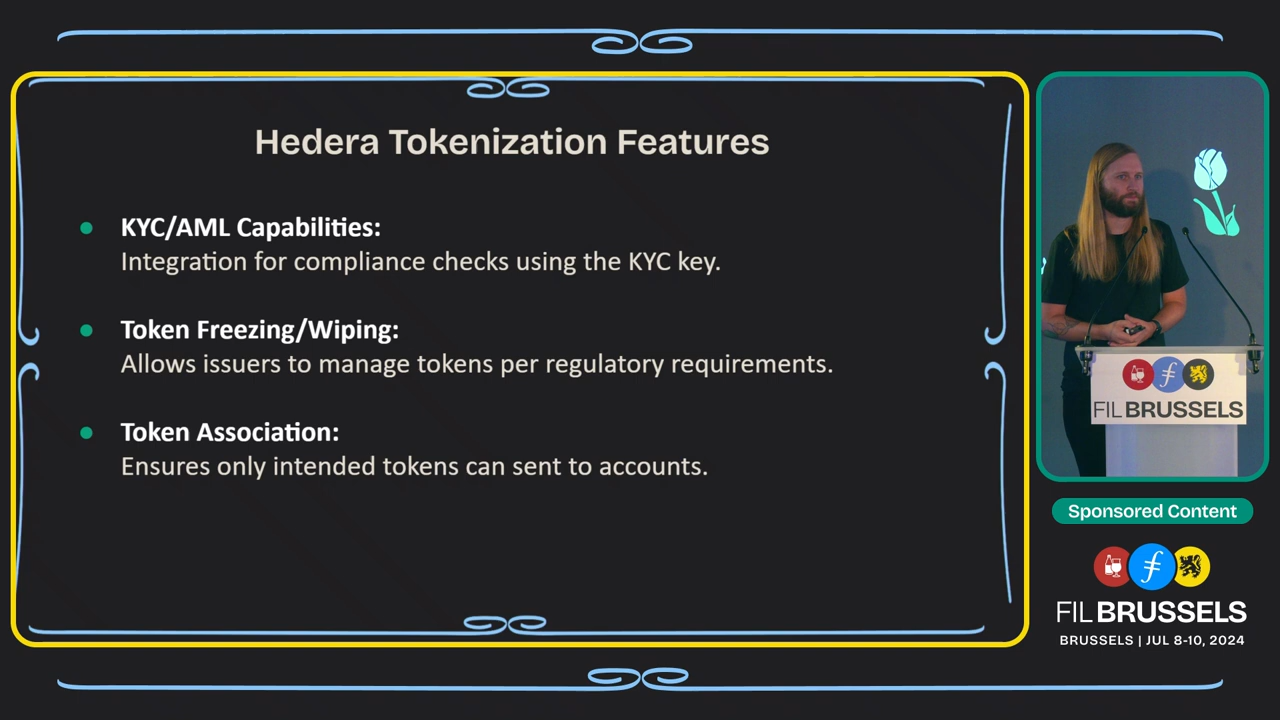 Hedera Tokenization Features
KYC/AML Capabilities:
Integration for compliance checks using the KYC key.
Token Freezing/Wiping:
Allows issuers to manage tokens per regulatory requirements.
Token Association:
Ensures only intended tokens can sent to accounts.
FIL BRUSSELS
Sponsored Content
FIL BRUSSELS
BRUSSELS | JUL 8-10, 2024